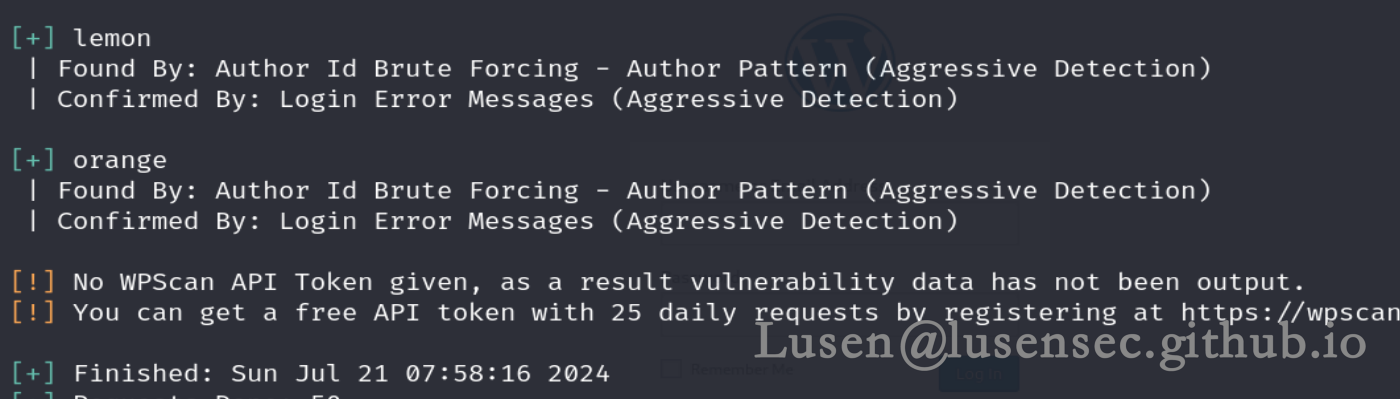 [+] lemon
| Found By: Author Id Brute Forcing - Author Pattern (Aggressive Detection)
| Confirmed By: Login Error Messages (Aggressive Detection)
[+] orange
| Found By: Author Id Brute Forcing - Author Pattern (Aggressive Detection)
| Confirmed By: Login Error Messages (Aggressive Detection)
[!] No WPScan API Token given, as a result vulnerability data has not been output.
[!] You can get a free API token with 25 daily requests by registering at https://wpscan
Lusen@lusensec.github.io
Remember Me
Log In
[+] Finished: Sun Jul 21 07:58:16 2024